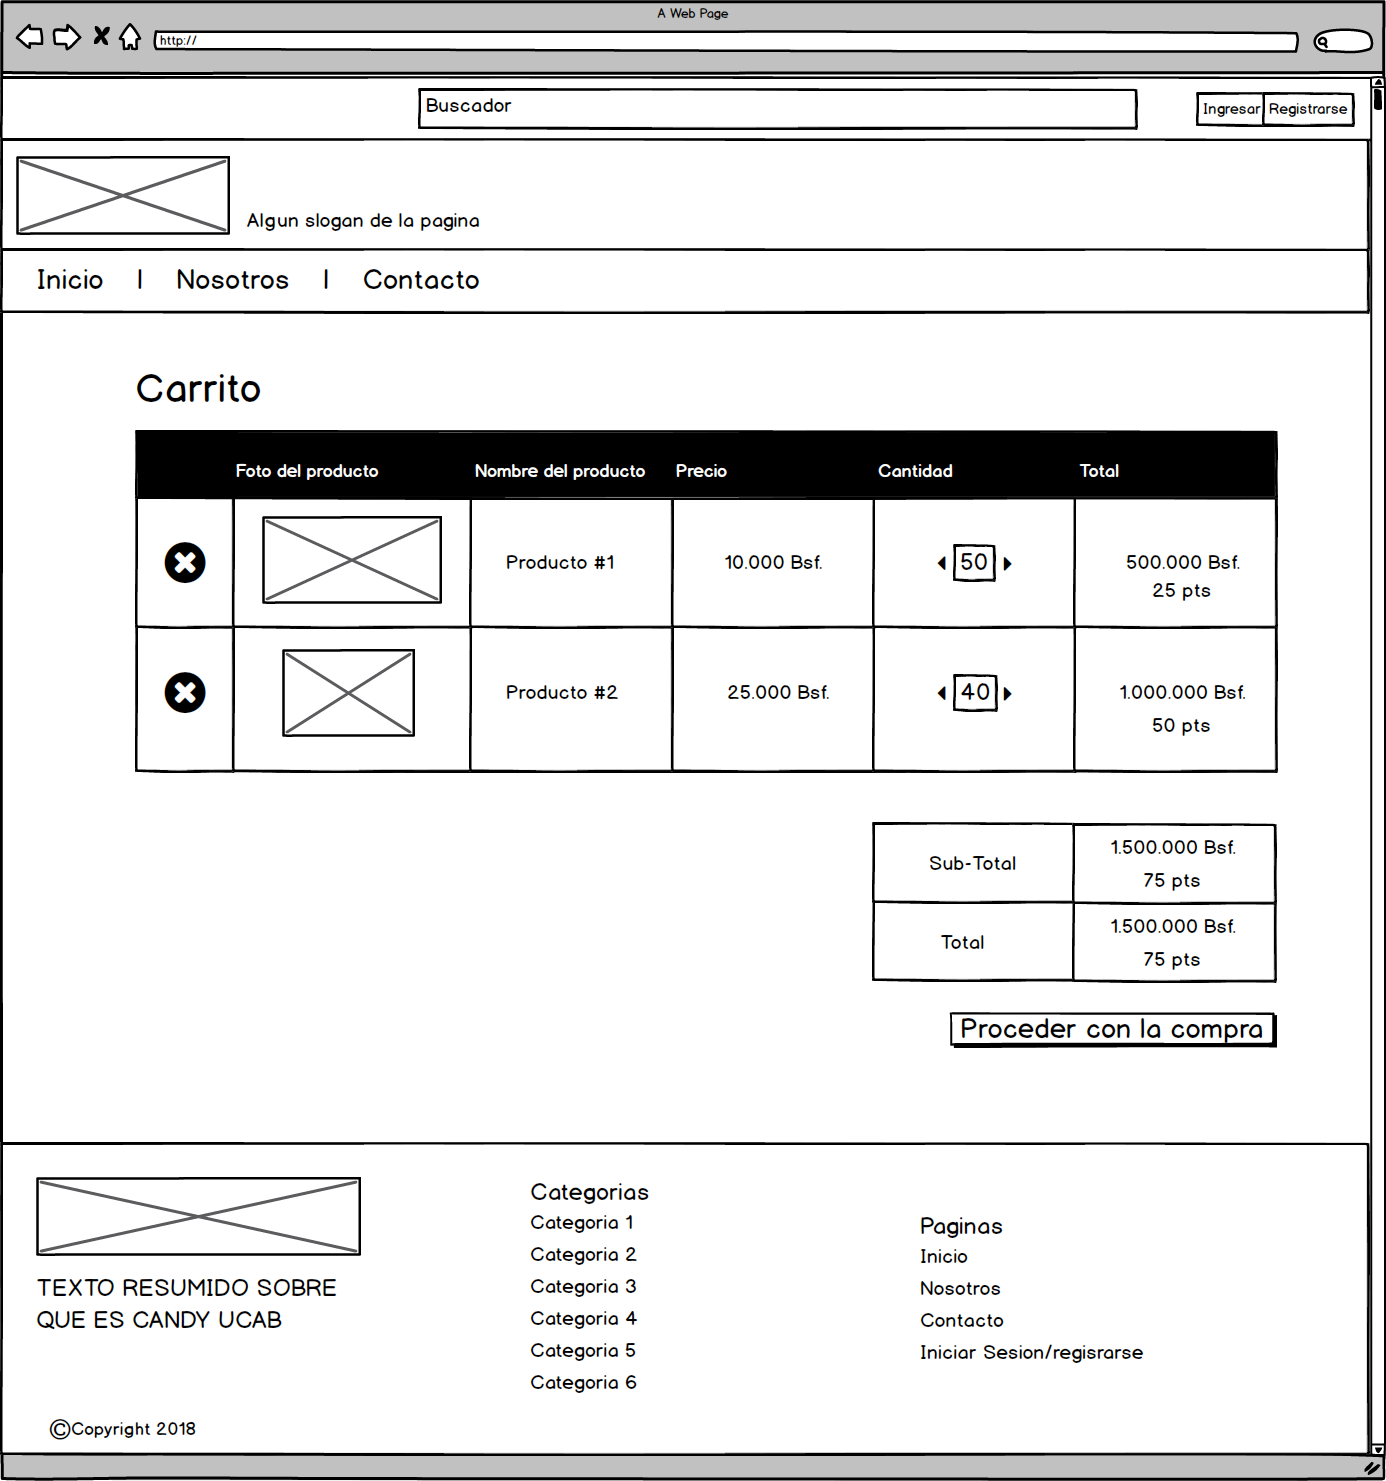 A Web Page
http://
Buscador
Ingresar Registrarse
Algun slogan de la pagina
Inicio | Nosotros | Contacto
Carrito
Foto del producto Nombre del producto Precio Cantidad Total
Producto #1 10.000 Bsf. 50 500.000 Bsf.
25 pts
Producto #2 25.000 Bsf. 40 1.000.000 Bsf.
50 pts
Sub-Total 1.500.000 Bsf.
75 pts
Total 1.500.000 Bsf.
75 pts
Proceder con la compra
TEXTO RESUMIDO SOBRE
QUE ES CANDY UCAB
Categorias
Categoria 1
Categoria 2
Categoria 3
Categoria 4
Categoria 5
Categoria 6
Paginas
Inicio
Nosotros
Contacto
Iniciar Sesion/regisrarse
©Copyright 2018